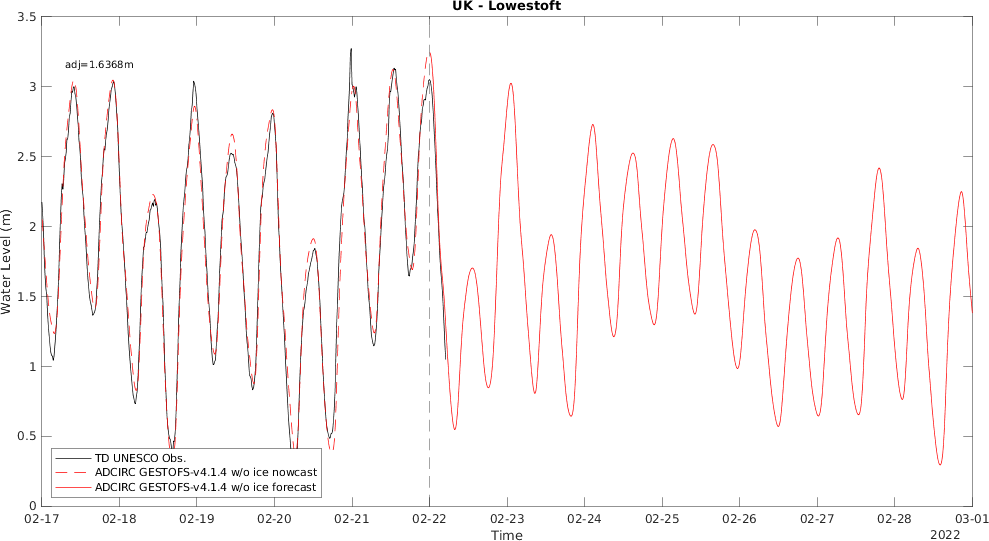 UK - Lowestoft
3.5
adj=1.6368m
3
2.5
2
1.5
1
0.5
0
Water Level (m)
TD UNESCO Obs.
ADCIRC GESTOFS-v4.1.4 w/o ice nowcast
ADCIRC GESTOFS-v4.1.4 w/o ice forecast
02-17 02-18 02-19 02-20 02-21 02-22 02-23 02-24 02-25 02-26 02-27 02-28 03-01
Time
2022